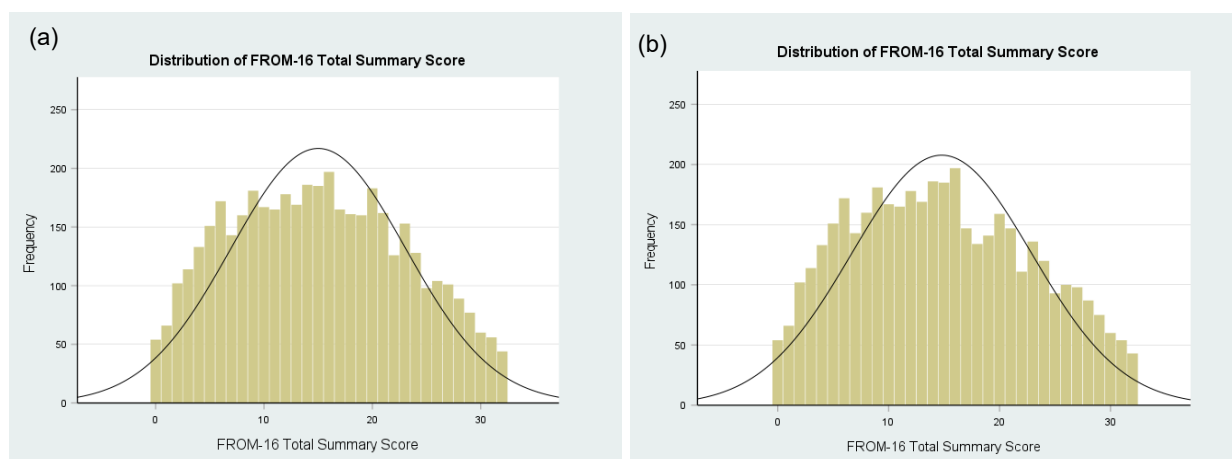 (a)
Distribution of FROM-16 Total Summary Score
250
200
150
100
50
0
Frequency
0 10 20 30
FROM-16 Total Summary Score
(b)
Distribution of FROM-16 Total Summary Score
250
200
150
100
50
0
Frequency
0 10 20 30
FROM-16 Total Summary Score